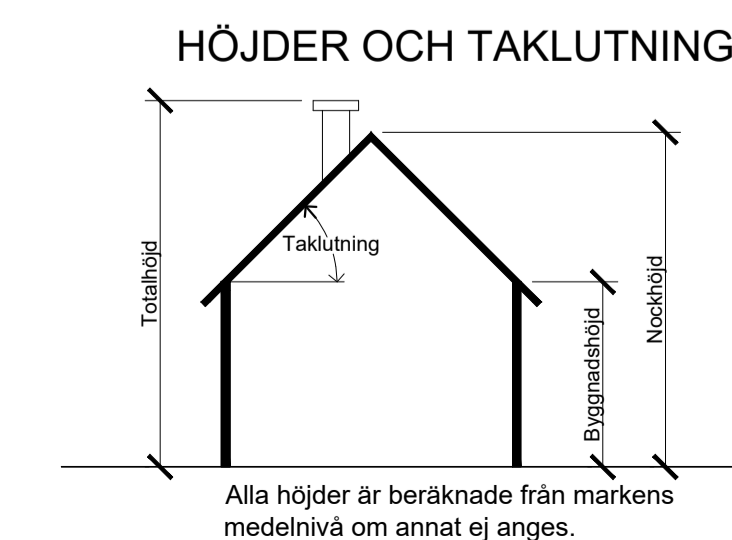 HÖJDER OCH TAKLUTNING
Taklutning
Totalhöjd
Byggnadshöjd
Nockhöjd
Alla höjder är beräknade från markens
medelnivå om annat ej anges.